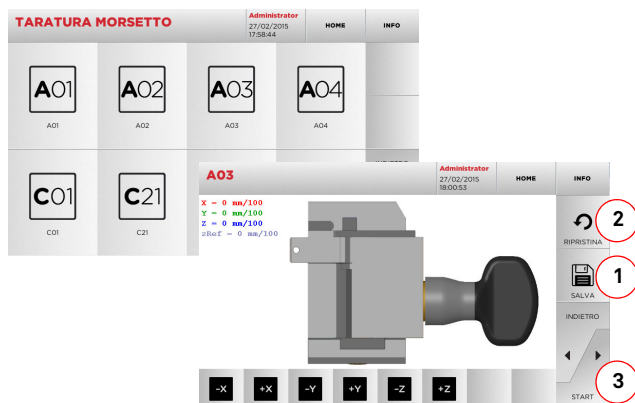 TARATURA MORSETTO
Administrator
27/02/2015
17:58:44
HOME
INFO
A01
A02
A03
A04
A01
A02
A03
A04
C01
C21
C01
C21
A03
Administrator
27/02/2015
18:00:53
HOME
INFO
X = 0 mm/100
Y = 0 mm/100
Z = 0 mm/100
zRef = 0 mm/100
2
RIPRISTINA
1
SALVA
INDIETRO
3
START
-X
+X
-Y
+Y
-Z
+Z